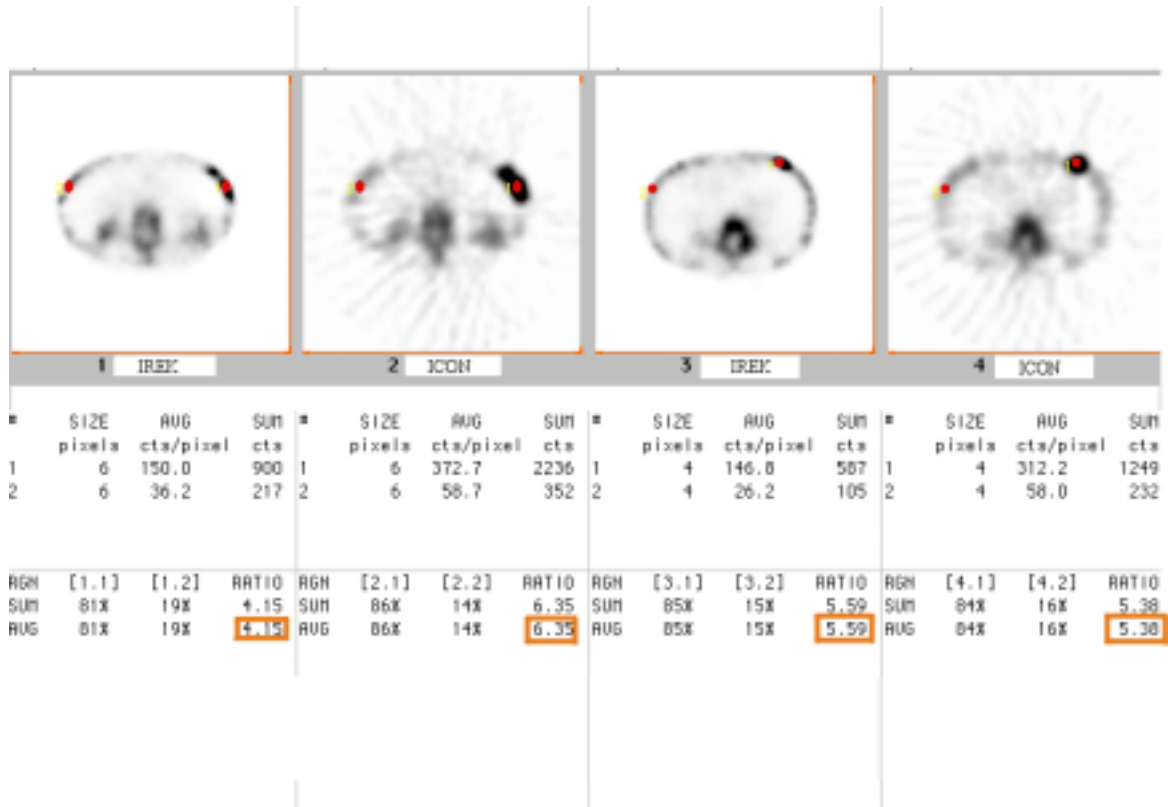 1 IREK 2 ICON 3 IREK 4 ICON
SIZE AVG SUM SIZE AVG SUM SIZE AVG SUM SIZE AVG SUM
pixels cts/pixel cts pixels cts/pixel cts pixels cts/pixel cts pixels cts/pixel cts
1 6 150.0 900 1 6 372.7 2236 1 4 146.8 587 1 4 312.2 1249
2 6 36.2 217 2 6 58.7 352 2 4 26.2 105 2 4 58.0 232
RGN [1.1] [1.2] RATIO RGN [2.1] [2.2] RATIO RGN [3.1] [3.2] RATIO RGN [4.1] [4.2] RATIO
SUM 81% 19% 4.15 SUM 86% 14% 6.35 SUM 85% 15% 5.59 SUM 84% 16% 5.38
AVG 81% 19% 4.15 AVG 86% 14% 6.35 AVG 85% 15% 5.59 AVG 84% 16% 5.38